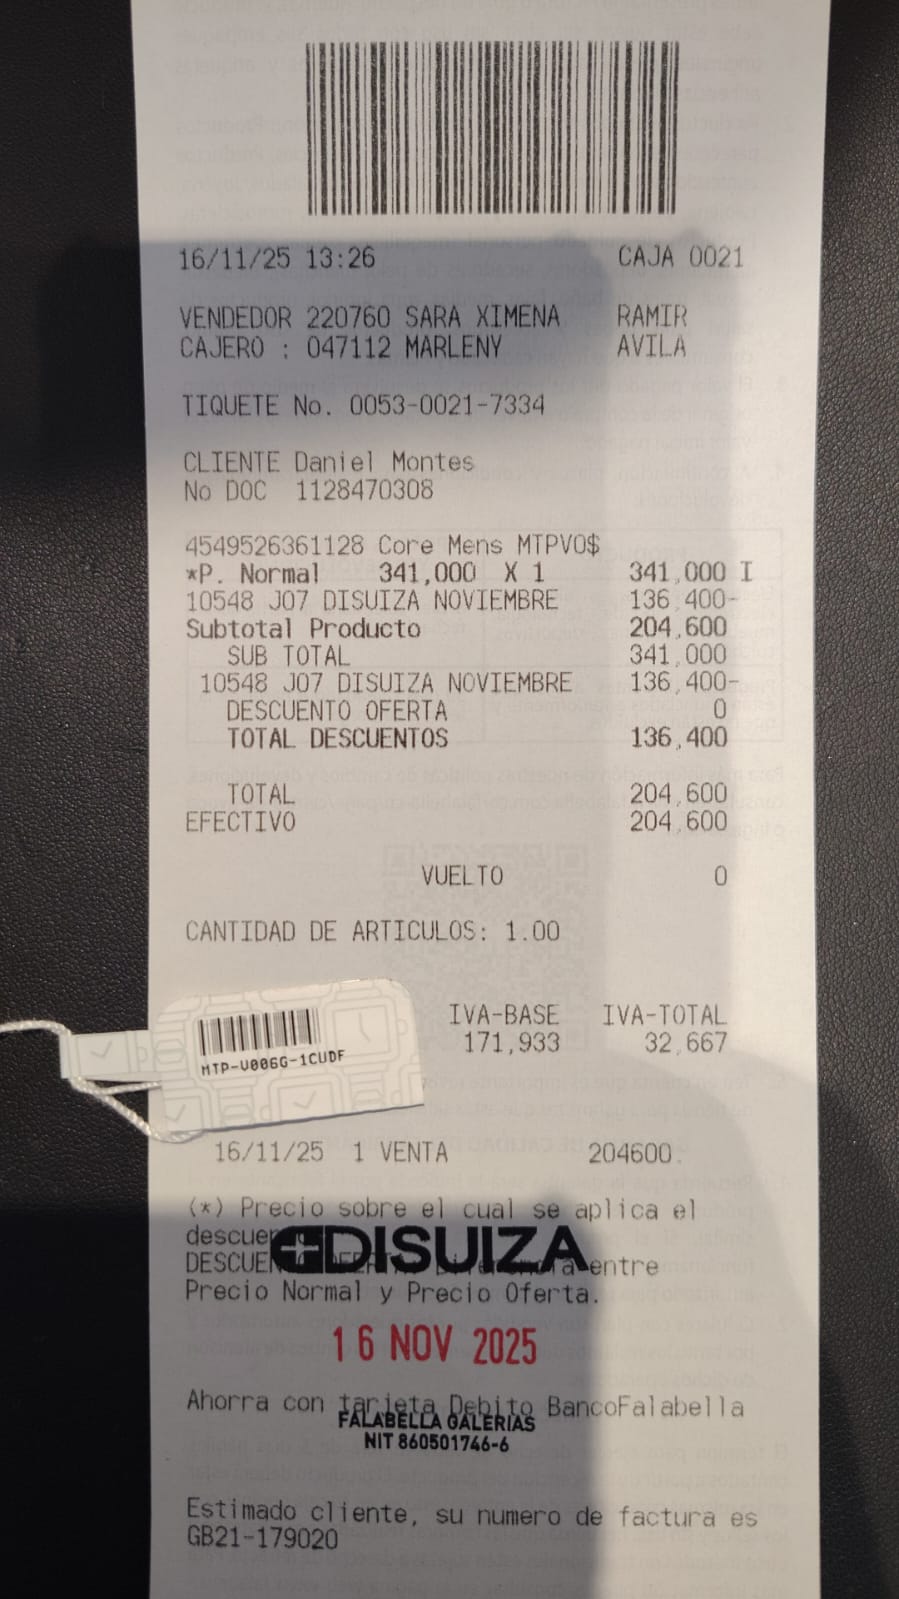 16/11/25 13:26 CAJA 0021
VENDEDOR 220760 SARA XIMENA RAMIR
CAJERO : 047112 MARLENY AVILA
TIQUETE No. 0053-0021-7334
CLIENTE Daniel Montes
No DOC 1128470308
4549526361128 Core Mens MTPV0$
*P. Normal 341,000 X 1 341,000 I
10548 J07 DISUIZA NOVIEMBRE 136,400-
Subtotal Producto 204,600
SUB TOTAL 341,000
10548 J07 DISUIZA NOVIEMBRE 136,400-
DESCUENTO OFERTA 0
TOTAL DESCUENTOS 136,400
TOTAL 204,600
EFECTIVO 204,600
VUELTO 0
CANTIDAD DE ARTICULOS: 1.00
IVA-BASE IVA-TOTAL
171,933 32,667
MTP-V006G-1CUDF
16/11/25 1 VENTA 204600.
(*) Precio sobre el cual se aplica el
DISUIZA
entre
Precio Normal y Precio Oferta.
16 NOV 2025
Ahorra con tarjeta Debito BancoFalabella
FALABELLA GALERIAS
NIT 860501746-6
Estimado cliente, su numero de factura es
GB21-179020